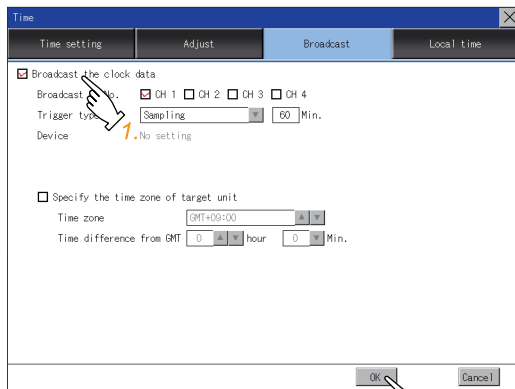 Time
Time setting Adjust Broadcast Local time
Broadcast the clock data
Broadcast No. CH 1 CH 2 CH 3 CH 4
Trigger type Sampling 60 Min.
Device No setting
1.
Specify the time zone of target unit
Time zone GMT+09:00
Time difference from GMT 0 hour 0 Min.
OK Cancel